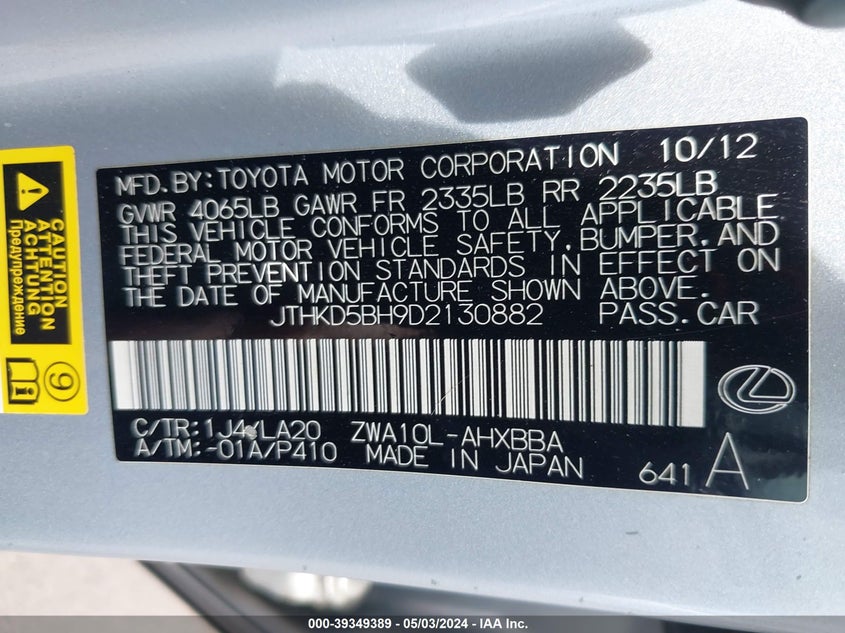 MFD.BY:TOYOTA MOTOR CORPORATION 10/12
GVWR 4065LB GAWR FR 2335LB RR 2235LB
THIS VEHICLE CONFORMS TO ALL APPLICABLE
FEDERAL MOTOR VEHICLE SAFETY,BUMPER,AND
THEFT PREVENTION STANDARDS IN EFFECT ON
THE DATE OF MANUFACTURE SHOWN ABOVE.
JTHKD5BH9D2130882 PASS.CAR
C/TR:1J4/LA20 ZWA10L-AHXBBA
A/TM:-01A/P410 MADE IN JAPAN 641 A
CAUTION
ATTENTION
ACHTUNG
Предупреждение
9
i
000-39349389 - 05/03/2024 - IAA Inc.